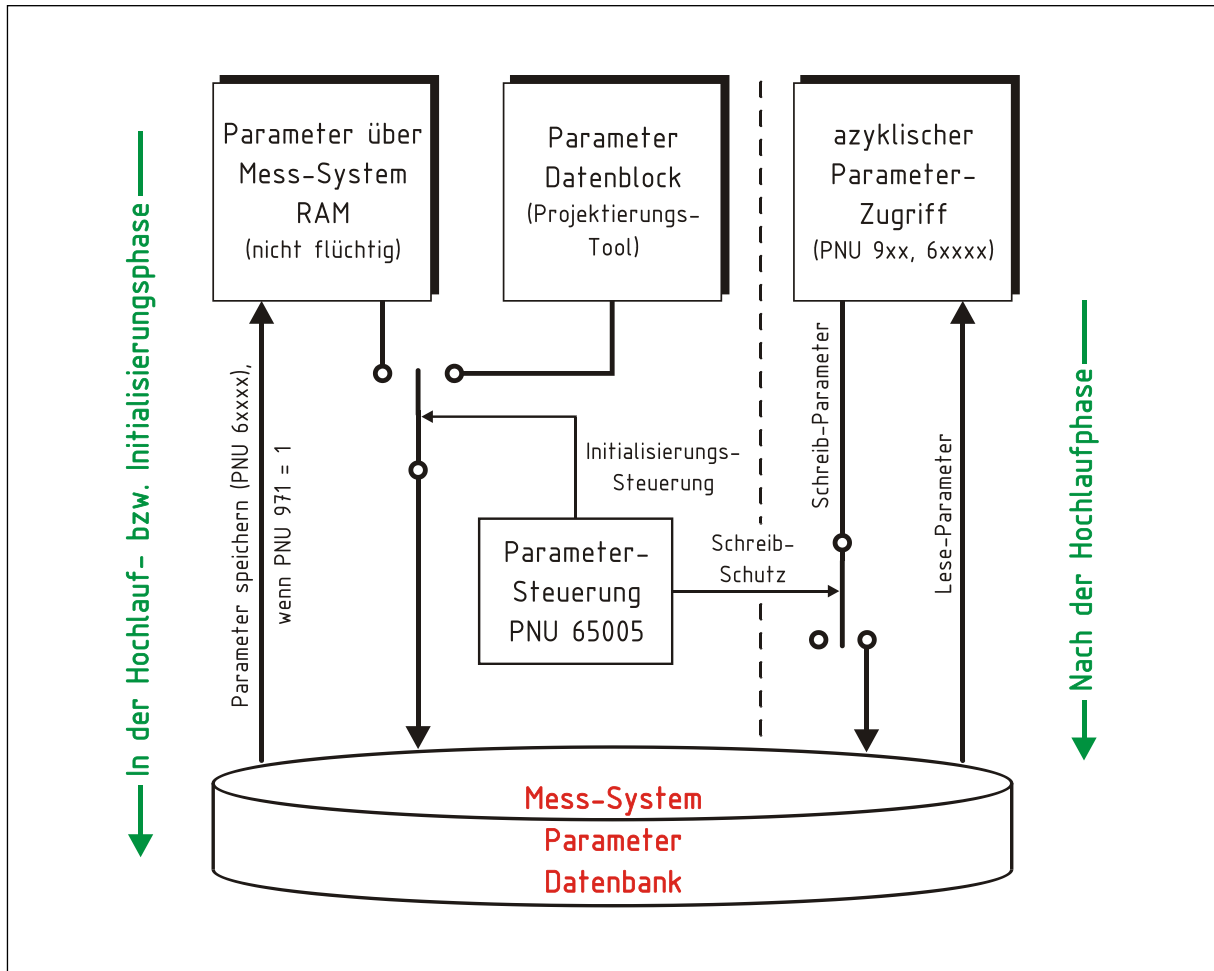 In der Hochlauf- bzw. Initialisierungsphase
Parameter über
Mess-System
RAM
(nicht flüchtig)
Parameter
Datenblock
(Projektierungs-
Tool)
azyklischer
Parameter-
Zugriff
(PNU 9xx, 6xxxx)
Parameter speichern (PNU 6xxxx),
wenn PNU 971 = 1
Initialisierungs-
Steuerung
Parameter-
Steuerung
PNU 65005
Schreib-
Schutz
Schreib-Parameter
Lese-Parameter
Nach der Hochlaufphase
Mess-System
Parameter
Datenbank